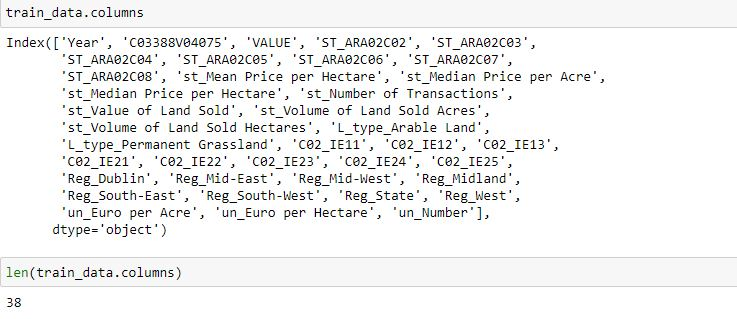 train_data.columns
Index(['Year', 'C03388V04075', 'VALUE', 'ST_ARA02C02', 'ST_ARA02C03',
'ST_ARA02C04', 'ST_ARA02C05', 'ST_ARA02C06', 'ST_ARA02C07',
'ST_ARA02C08', 'st_Mean Price per Hectare', 'st_Median Price per Acre',
'st_Median Price per Hectare', 'st_Number of Transactions',
'st_Value of Land Sold', 'st_Volume of Land Sold Acres',
'st_Volume of Land Sold Hectares', 'L_type_Arable Land',
'L_type_Permanent Grassland', 'C02_IE11', 'C02_IE12', 'C02_IE13',
'C02_IE21', 'C02_IE22', 'C02_IE23', 'C02_IE24', 'C02_IE25',
'Reg_Dublin', 'Reg_Mid-East', 'Reg_Mid-West', 'Reg_Midland',
'Reg_South-East', 'Reg_South-West', 'Reg_State', 'Reg_West',
'un_Euro per Acre', 'un_Euro per Hectare', 'un_Number'],
dtype='object')
len(train_data.columns)
38